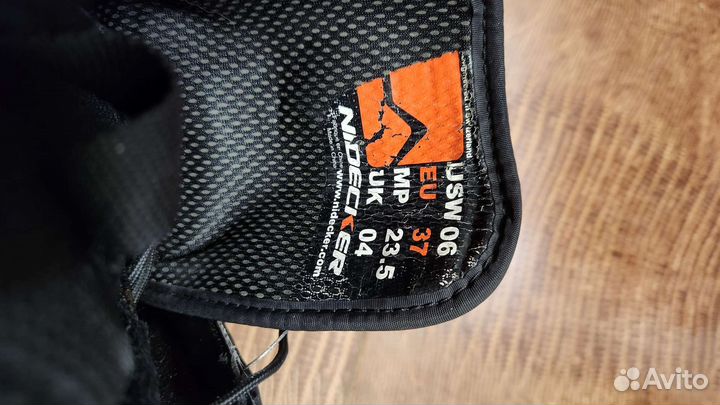 USW 06
EU 37
MP 23.5
UK 04
NIDECKER
www.nidecker.com
Avito